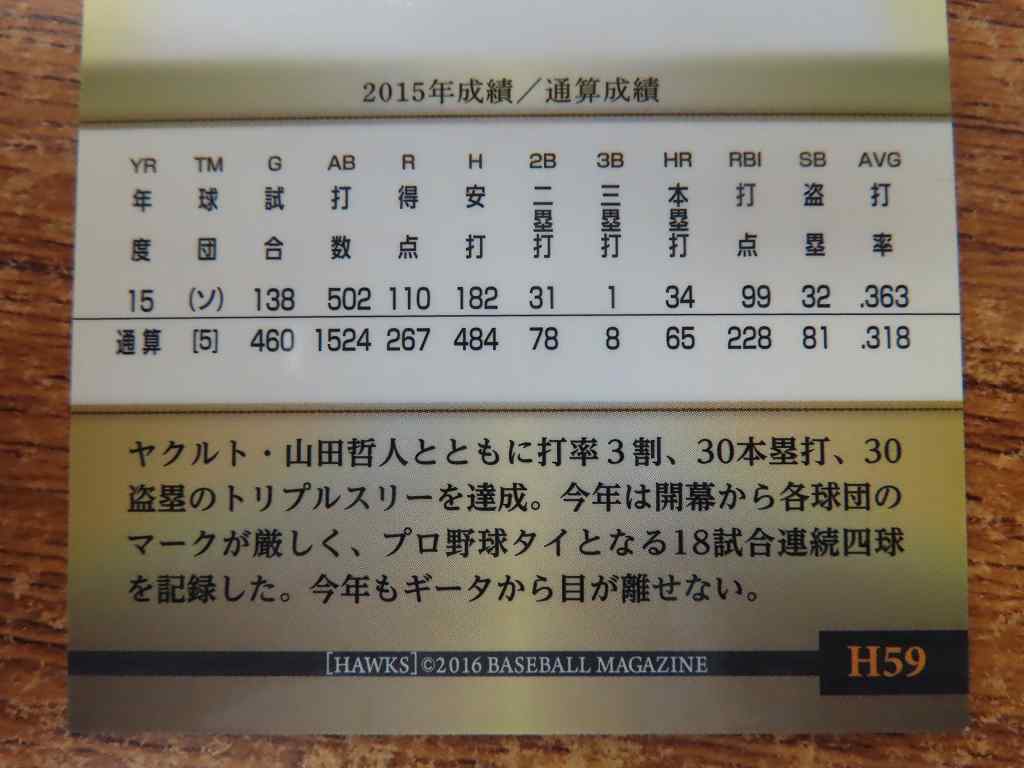 2015年成績／通算成績
YR TM G AB R H 2B 3B HR RBI SB AVG
年度 球団 試合 打数 得点 安打 二塁打 三塁打 本塁打 打点 盗塁 打率
15 (ソ) 138 502 110 182 31 1 34 99 32 .363
通算 [5] 460 1524 267 484 78 8 65 228 81 .318
ヤクルト・山田哲人とともに打率３割、30本塁打、30
盗塁のトリプルスリーを達成。今年は開幕から各球団の
マークが厳しく、プロ野球タイとなる18試合連続四球
を記録した。今年もギータから目が離せない。
[HAWKS]©2016 BASEBALL MAGAZINE
H59